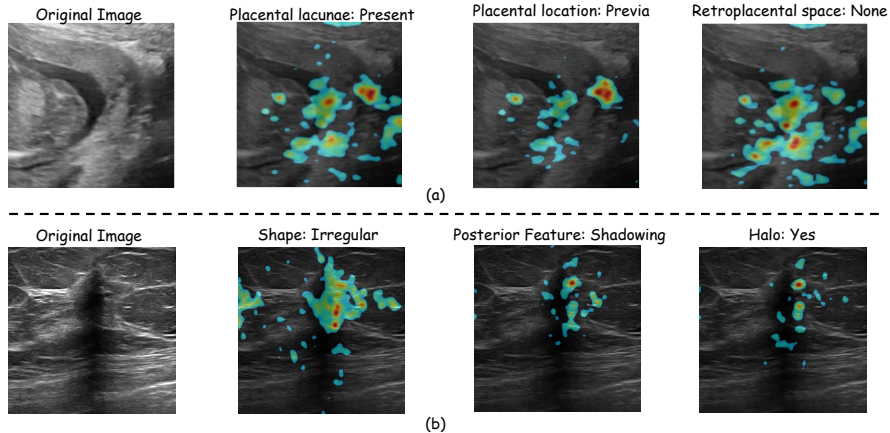 Original Image
Placental lacunae: Present
Placental location: Previa
Retroplacental space: None
(a)
Original Image
Shape: Irregular
Posterior Feature: Shadowing
Halo: Yes
(b)